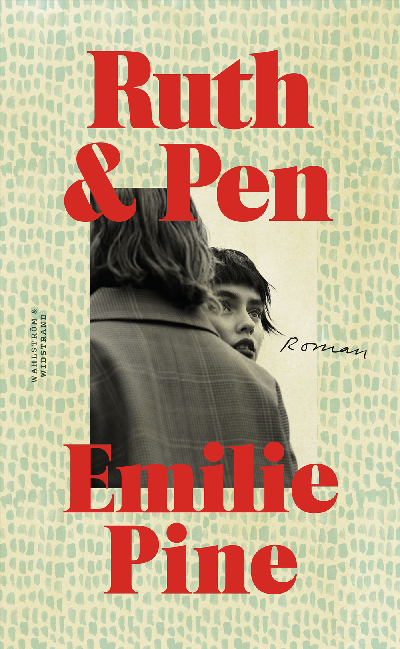 Ruth
& Pen
WAHLSTRÖM &
WIDSTRAND
Roman
Emilie
Pine